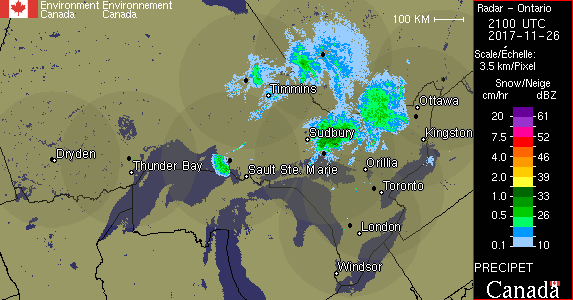 Environment Environnement
Canada Canada
100 KM
Timmins
Ottawa
Sudbury
Kingston
Dryden
Thunder Bay
Sault Ste. Marie
Orillia
Toronto
London
Windsor
Radar - Ontario
2100 UTC
2017-11-26
Scale/Échelle:
3.5 km/Pixel
Snow/Neige
cm/hr dBZ
20 61
7.5 52
4.0 46
2.0 39
1.0 33
0.5 26
0.1 10
PRECIPET
Canada